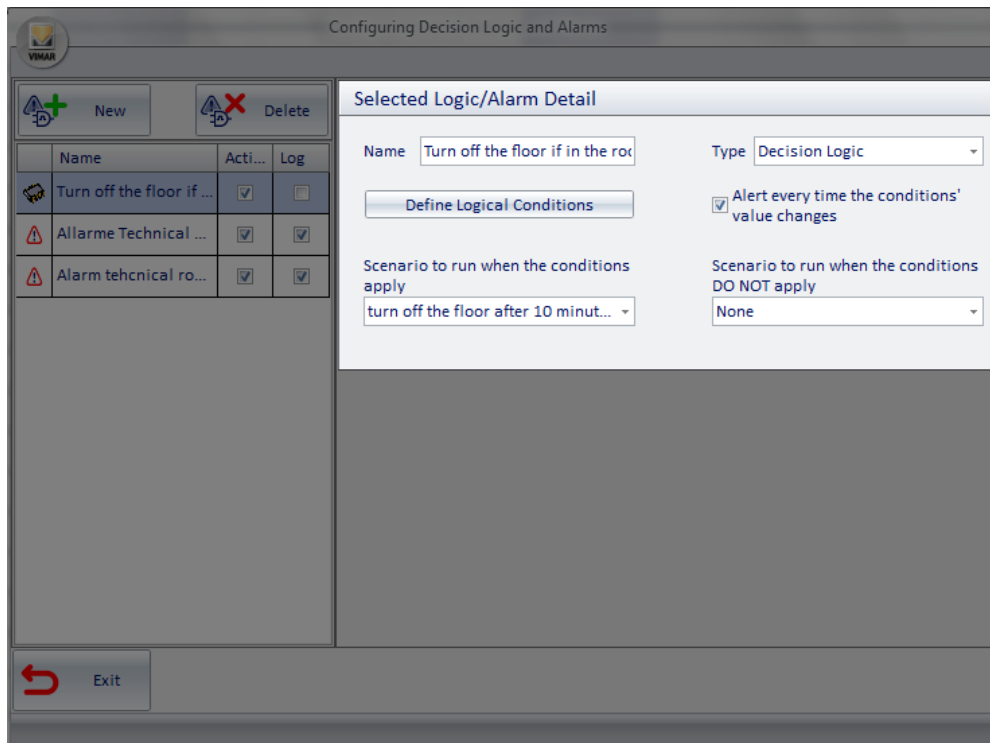 Configuring Decision Logic and Alarms
VIMAR
New
Delete
Name
Acti...
Log
Turn off the floor if ...
Allarme Technical ...
Alarm tehcnical ro...
Selected Logic/Alarm Detail
Name
Turn off the floor if in the roo
Type
Decision Logic
Define Logical Conditions
Alert every time the conditions'
value changes
Scenario to run when the conditions
apply
turn off the floor after 10 minut...
Scenario to run when the conditions
DO NOT apply
None
Exit